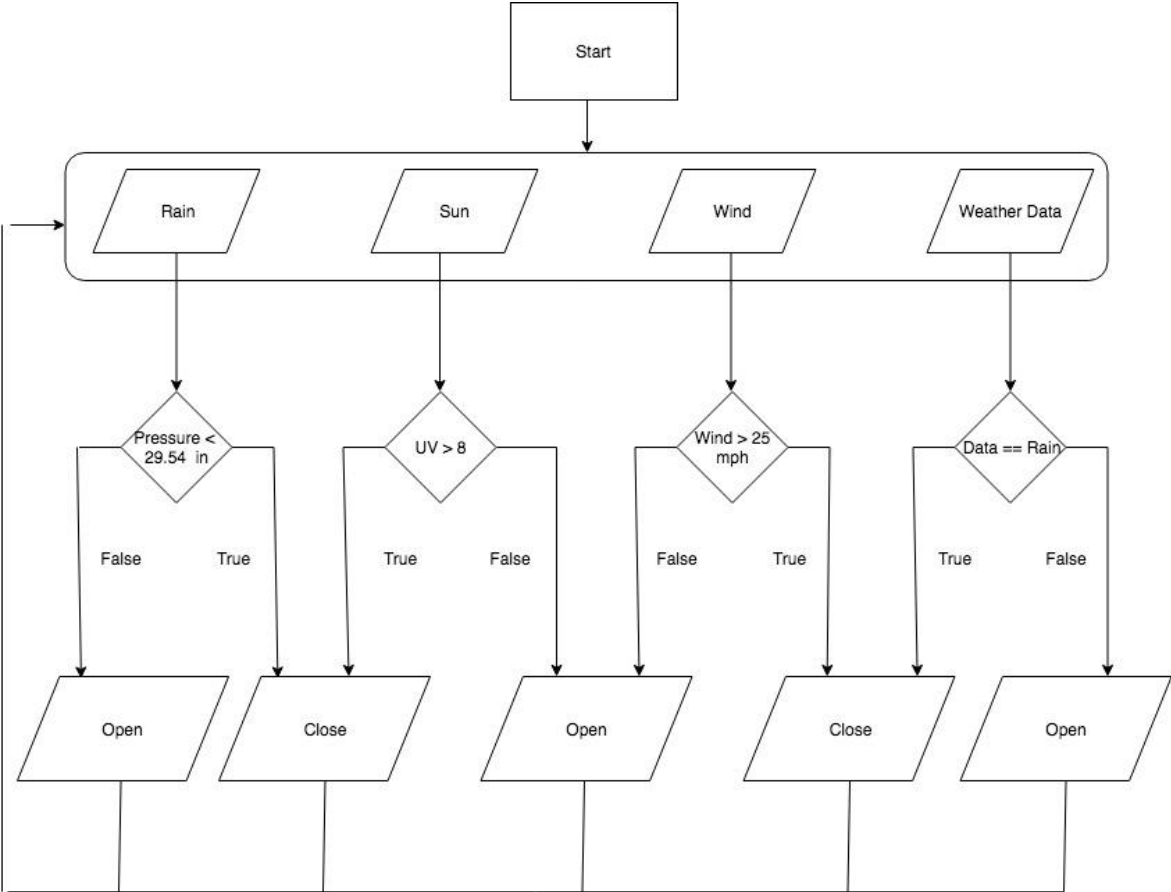 Start
Rain
Sun
Wind
Weather Data
Pressure <
29.54 in
UV > 8
Wind > 25
mph
Data == Rain
False
True
True
False
False
True
True
False
Open
Close
Open
Close
Open